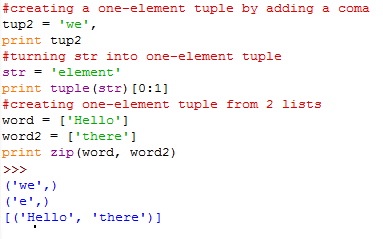 #creating a one-element tuple by adding a coma
tup2 = 'we',
print tup2
#turning str into one-element tuple
str = 'element'
print tuple(str)[0:1]
#creating one-element tuple from 2 lists
word = ['Hello']
word2 = ['there']
print zip(word, word2)
>>>
('we',)
('e',)
[('Hello', 'there')]